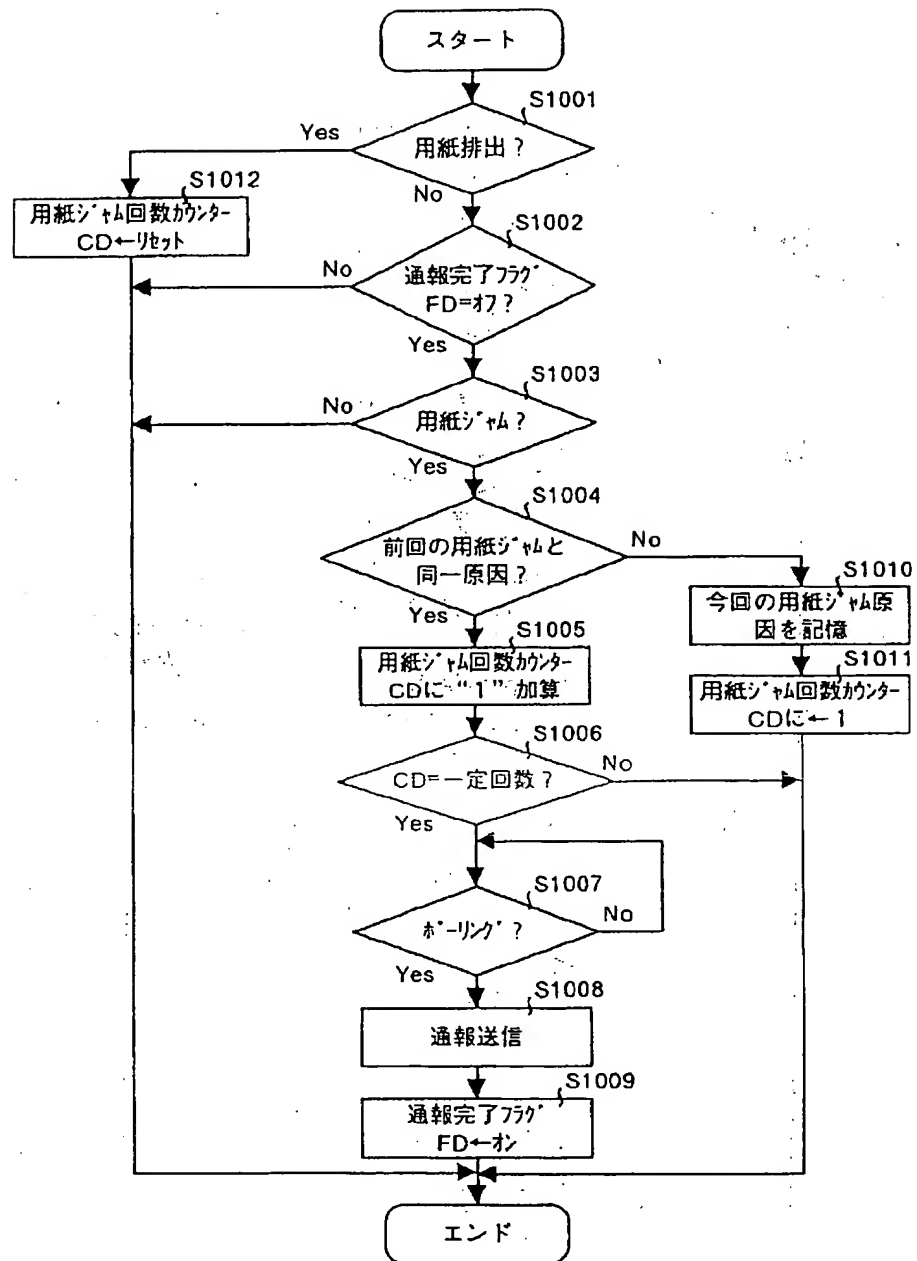 スタート
S1001
用紙排出?
Yes
No
S1012
用紙ジャム回数カウンター
CD←リセット
S1002
通報完了フラグ
FD=オフ?
No
Yes
S1003
用紙ジャム?
No
Yes
S1004
前回の用紙ジャムと
同一原因?
No
Yes
S1010
今回の用紙ジャム原
因を記憶
S1005
用紙ジャム回数カウンター
CDに“1”加算
S1011
用紙ジャム回数カウンター
CDに←1
S1006
CD=一定回数?
No
Yes
S1007
ポーリング?
No
Yes
S1008
通報送信
S1009
通報完了フラグ
FD←オン
エンド